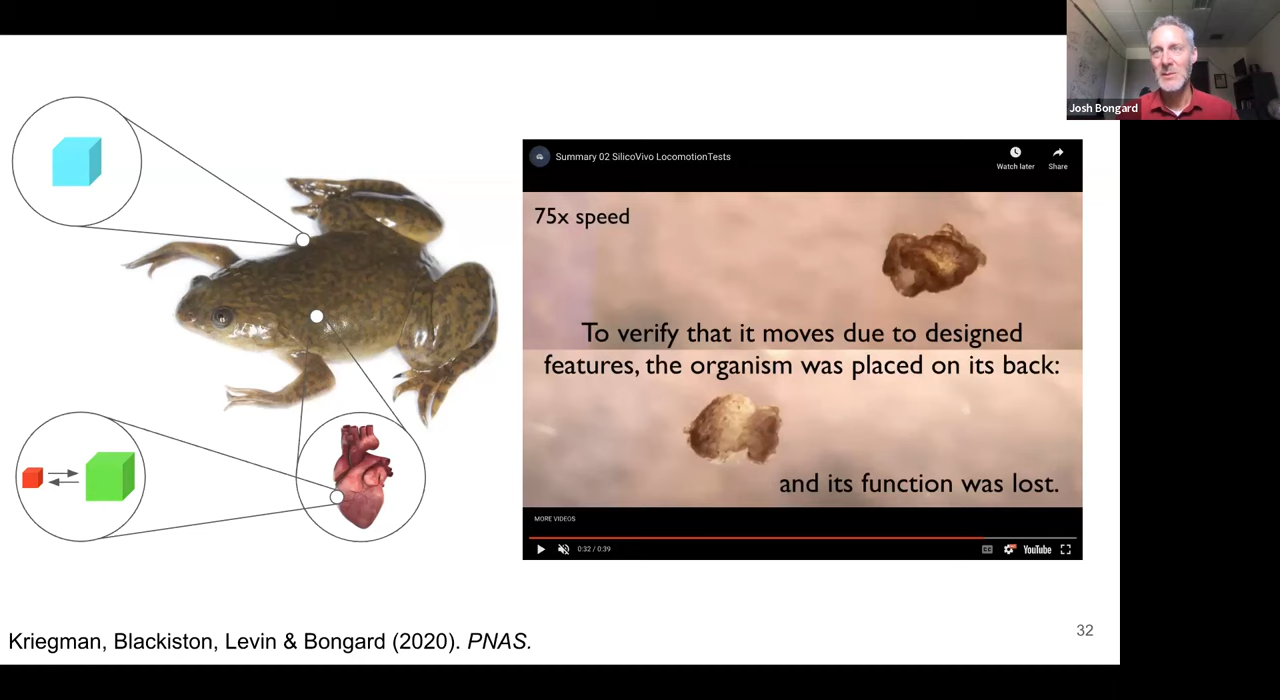 Josh Bongard
Summary 02 SilicoVivo LocomotionTests
Watch later
Share
75x speed
To verify that it moves due to designed
features, the organism was placed on its back:
and its function was lost.
MORE VIDEOS
0:32 / 0:39
CC
YouTube
32
Kriegman, Blackiston, Levin & Bongard (2020). PNAS.